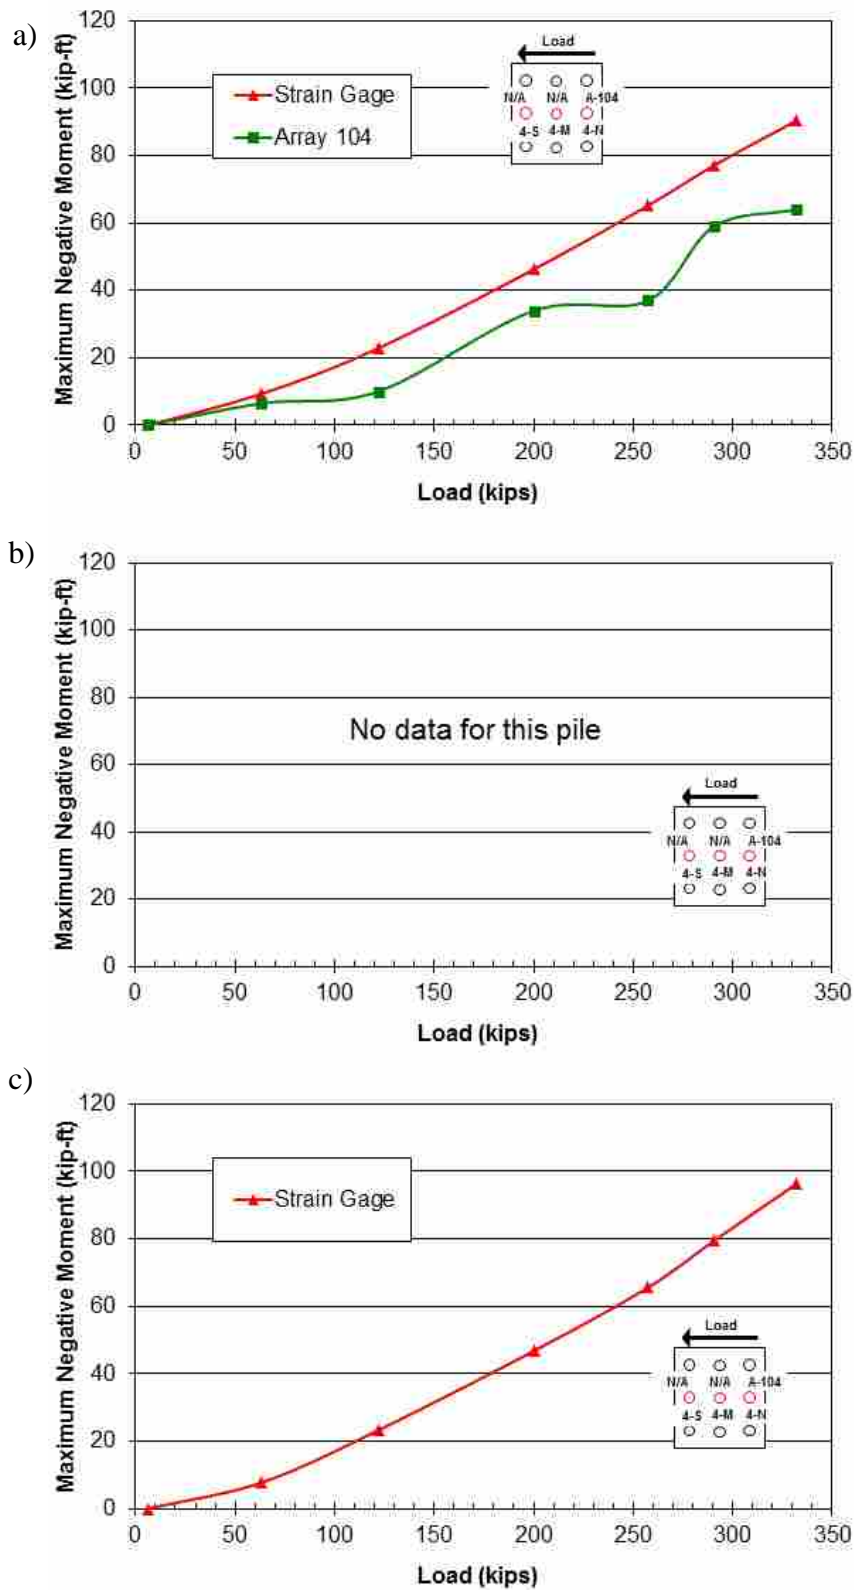 a)
Maximum Negative Moment (kip-ft)
120
100
80
60
40
20
0
0 50 100 150 200 250 300 350
Load (kips)
Strain Gage
Array 104
Load
N/A N/A A-104
4-S 4-M 4-N
b)
Maximum Negative Moment (kip-ft)
120
100
80
60
40
20
0
0 50 100 150 200 250 300 350
Load (kips)
No data for this pile
Load
N/A N/A A-104
4-S 4-M 4-N
c)
Maximum Negative Moment (kip-ft)
120
100
80
60
40
20
0
0 50 100 150 200 250 300 350
Load (kips)
Strain Gage
Load
N/A N/A A-104
4-S 4-M 4-N